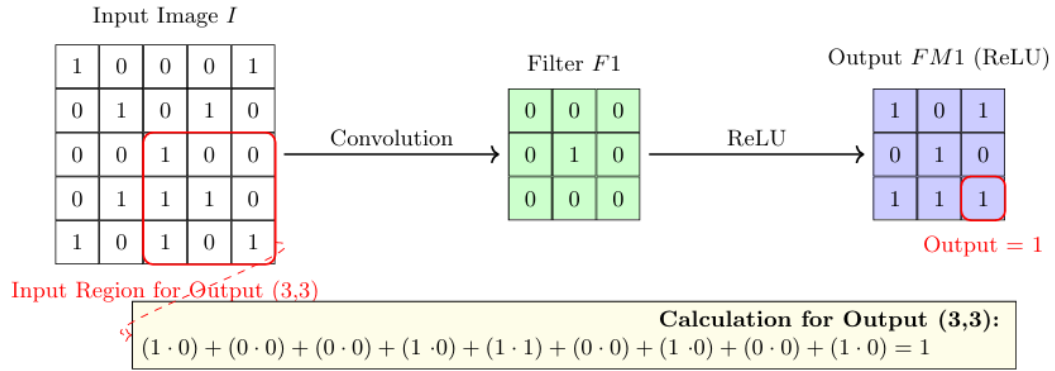 Input Image I
1 0 0 0 1
0 1 0 1 0
0 0 1 0 0
0 1 1 1 0
1 0 1 0 1
Input Region for Output (3,3)
Convolution
Filter F1
0 0 0
0 1 0
0 0 0
ReLU
Output FM1 (ReLU)
1 0 1
0 1 0
1 1 1
Output = 1
Calculation for Output (3,3):
(1 · 0) + (0 · 0) + (0 · 0) + (1 ·0) + (1 · 1) + (0 · 0) + (1 ·0) + (0 · 0) + (1 · 0) = 1